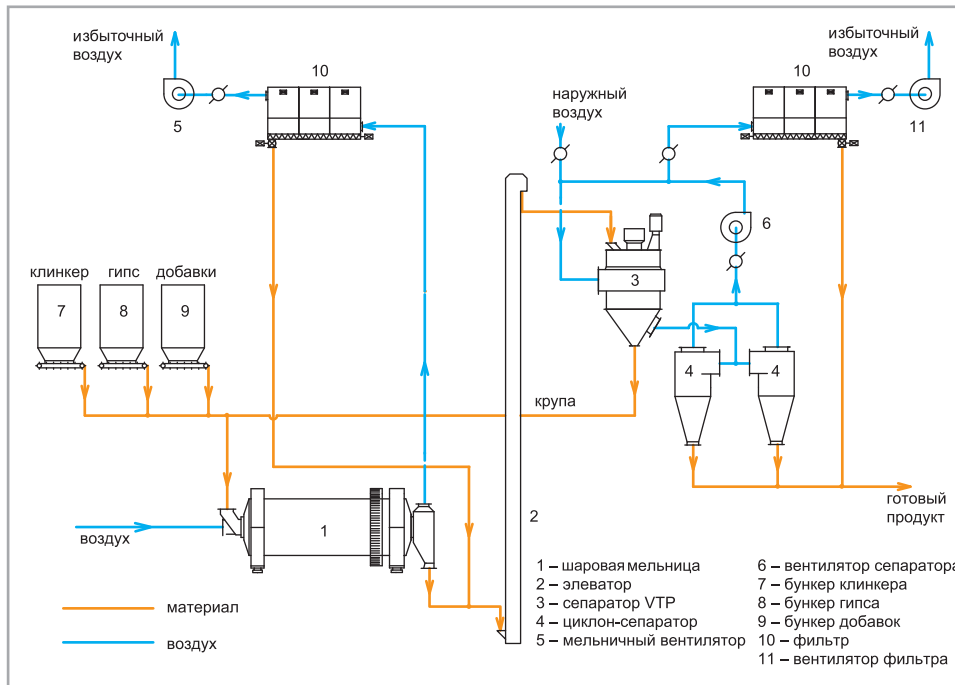 избыточный
воздух
10
5
наружный
воздух
избыточный
воздух
10
11
6
клинкер
гипс
добавки
7
8
9
3
4
4
крупа
1
2
воздух
готовый
продукт
материал
воздух
1 – шаровая мельница
2 – элеватор
3 – сепаратор VTP
4 – циклон-сепаратор
5 – мельничный вентилятор
6 – вентилятор сепаратора
7 – бункер клинкера
8 – бункер гипса
9 – бункер добавок
10 – фильтр
11 – вентилятор фильтра